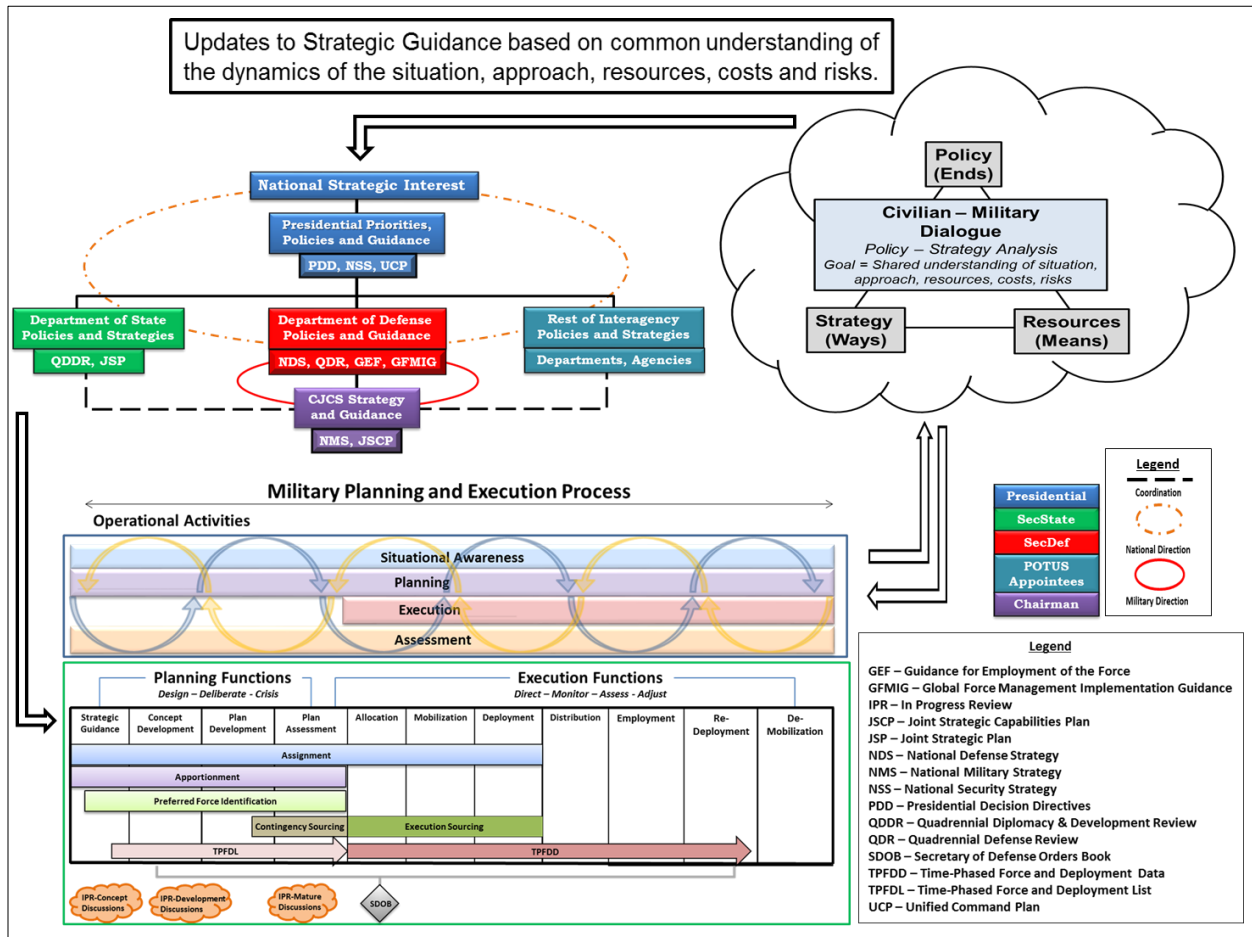 Updates to Strategic Guidance based on common understanding of
the dynamics of the situation, approach, resources, costs and risks.
National Strategic Interest
Presidential Priorities,
Policies and Guidance
PDD, NSS, UCP
Department of State
Policies and Strategies
QDDR, JSP
Department of Defense
Policies and Guidance
NDS, QDR, GEF, GFMIG
Rest of Interagency
Policies and Strategies
Departments, Agencies
CJCS Strategy
and Guidance
NMS, JSCP
Policy
(Ends)
Civilian – Military
Dialogue
Policy – Strategy Analysis
Goal = Shared understanding of situation,
approach, resources, costs, risks
Strategy
(Ways)
Resources
(Means)
Military Planning and Execution Process
Operational Activities
Situational Awareness
Planning
Execution
Assessment
Presidential
SecState
SecDef
POTUS
Appointees
Chairman
Legend
Coordination
National Direction
Military Direction
Planning Functions
Design – Deliberate - Crisis
Execution Functions
Direct – Monitor – Assess - Adjust
Strategic
Guidance
Concept
Development
Plan
Development
Plan
Assessment
Allocation
Mobilization
Deployment
Distribution
Employment
Re-
Deployment
De-
Mobilization
Assignment
Apportionment
Preferred Force Identification
Contingency Sourcing
Execution Sourcing
TPFDL
TPFDD
IPR-Concept
Discussions
IPR-Development
Discussions
IPR-Mature
Discussions
SDOB
Legend
GEF – Guidance for Employment of the Force
GFMIG – Global Force Management Implementation Guidance
IPR – In Progress Review
JSCP – Joint Strategic Capabilities Plan
JSP – Joint Strategic Plan
NDS – National Defense Strategy
NMS – National Military Strategy
NSS – National Security Strategy
PDD – Presidential Decision Directives
QDDR – Quadrennial Diplomacy & Development Review
QDR – Quadrennial Defense Review
SDOB – Secretary of Defense Orders Book
TPFDD – Time-Phased Force and Deployment Data
TPFDL – Time-Phased Force and Deployment List
UCP – Unified Command Plan